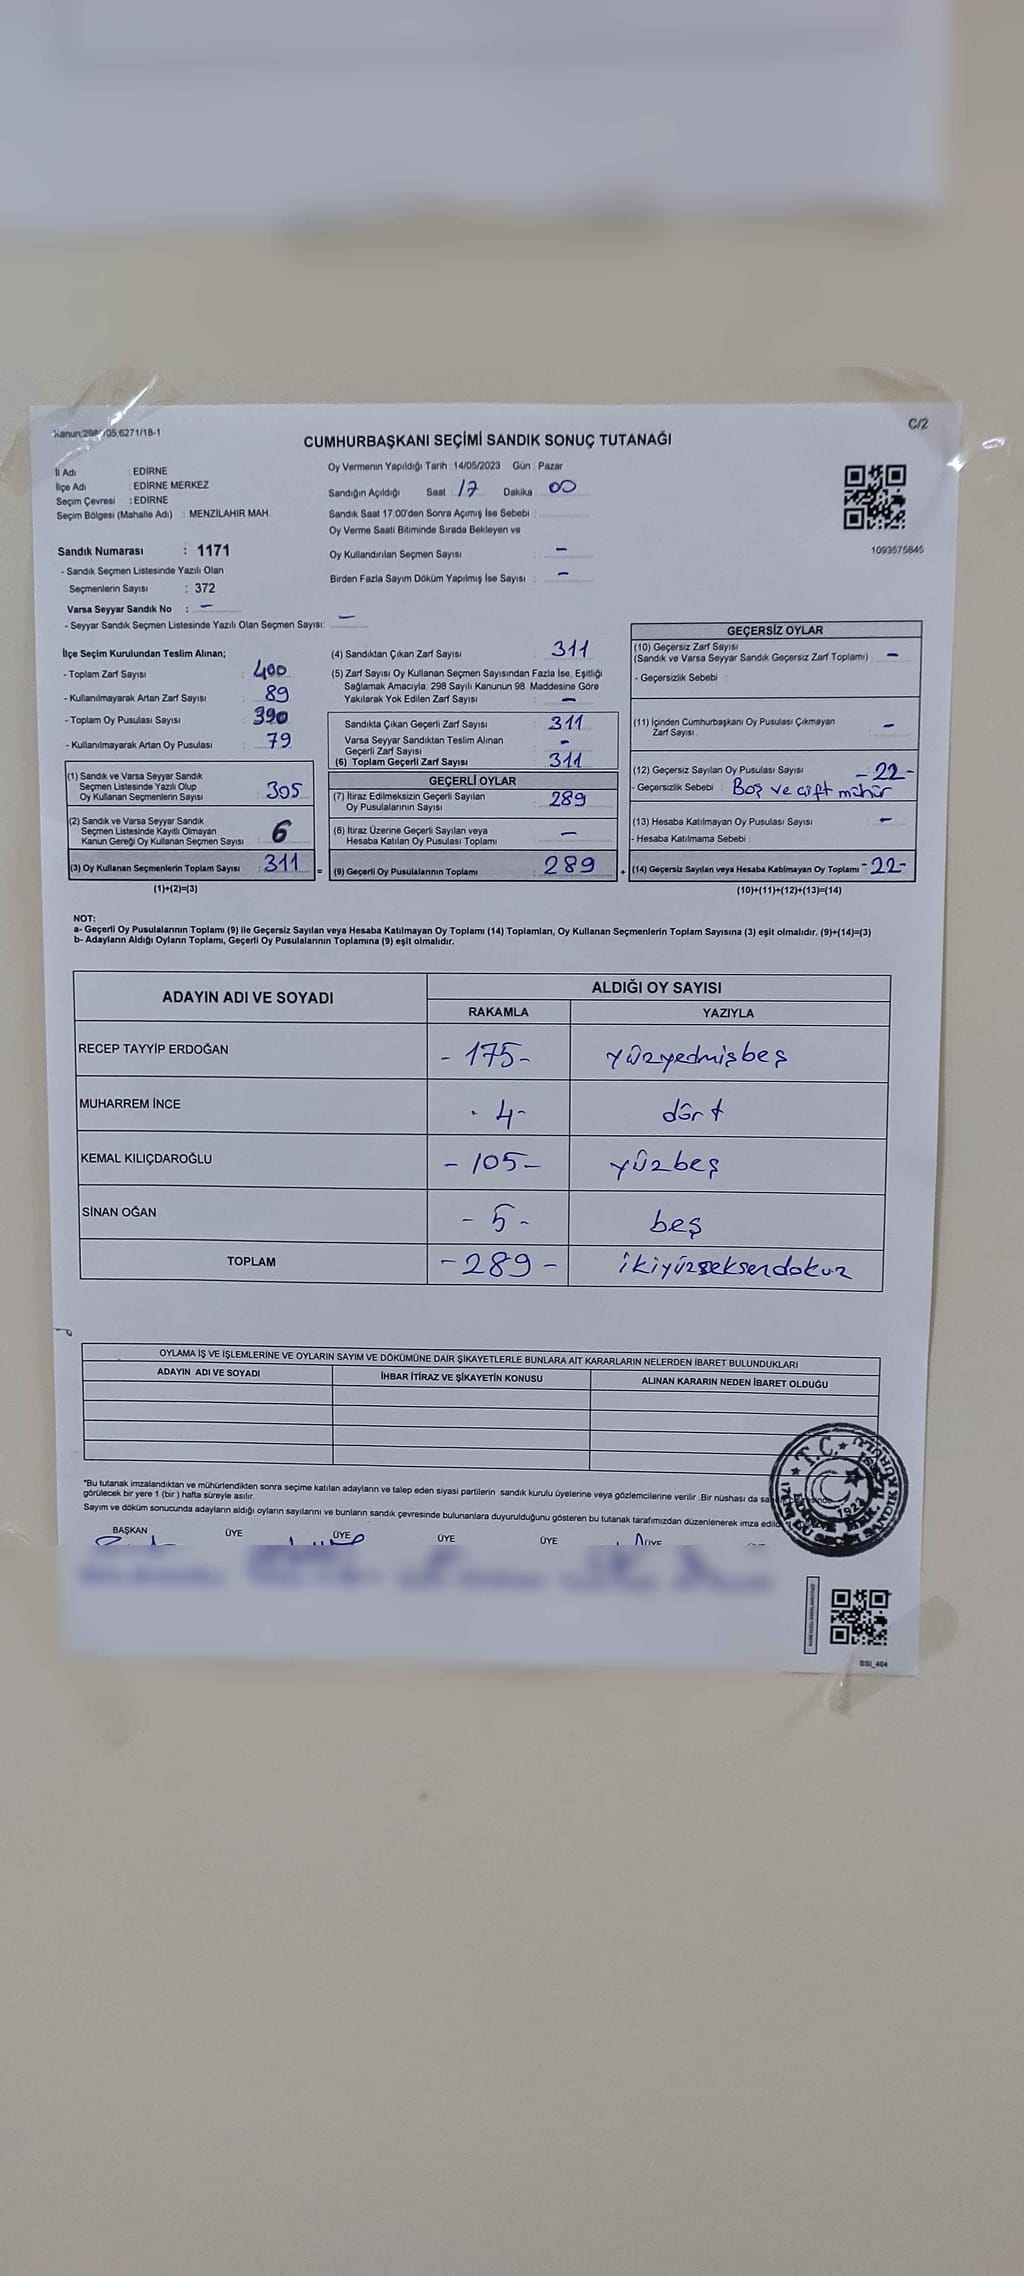 Kanun:298/105,6271/18-1
C/2
CUMHURBAŞKANI SEÇİMİ SANDIK SONUÇ TUTANAĞI
İl Adı : EDİRNE
İlçe Adı : EDİRNE MERKEZ
Seçim Çevresi : EDİRNE
Seçim Bölgesi (Mahalle Adı) : MENZİLAHIR MAH.
Sandık Numarası : 1171
- Sandık Seçmen Listesinde Yazılı Olan
Seçmenlerin Sayısı : 372
Varsa Seyyar Sandık No : –
- Seyyar Sandık Seçmen Listesinde Yazılı Olan Seçmen Sayısı: –
Oy Vermenin Yapıldığı Tarih : 14/05/2023 Gün : Pazar
Sandığın Açıldığı Saat : 17 Dakika : 00
Sandık Saat 17.00'den Sonra Açımış İse Sebebi :
Oy Verme Saati Bitiminde Sırada Bekleyen ve
Oy Kullandırılan Seçmen Sayısı : –
Birden Fazla Sayım Döküm Yapılmış İse Sayısı : –
1093575845
İlçe Seçim Kurulundan Teslim Alınan;
- Toplam Zarf Sayısı : 400
- Kullanılmayarak Artan Zarf Sayısı : 89
- Toplam Oy Pusulası Sayısı : 390
- Kullanılmayarak Artan Oy Pusulası : 79
(1) Sandık ve Varsa Seyyar Sandık
Seçmen Listesinde Yazılı Olup
Oy Kullanan Seçmenlerin Sayısı : 305
(2) Sandık ve Varsa Seyyar Sandık
Seçmen Listesinde Kayıtlı Olmayan
Kanun Gereği Oy Kullanan Seçmen Sayısı : 6
(3) Oy Kullanan Seçmenlerin Toplam Sayısı : 311
(1)+(2)=(3)
(4) Sandıktan Çıkan Zarf Sayısı : 311
(5) Zarf Sayısı Oy Kullanan Seçmen Sayısından Fazla İse, Eşitliği
Sağlamak Amacıyla, 298 Sayılı Kanunun 98. Maddesine Göre
Yakılarak Yok Edilen Zarf Sayısı : –
Sandıkta Çıkan Geçerli Zarf Sayısı : 311
Varsa Seyyar Sandıktan Teslim Alınan
Geçerli Zarf Sayısı : –
(6) Toplam Geçerli Zarf Sayısı : 311
GEÇERLİ OYLAR
(7) İtiraz Edilmeksizin Geçerli Sayılan
Oy Pusulalarının Sayısı : 289
(8) İtiraz Üzerine Geçerli Sayılan veya
Hesaba Katılan Oy Pusulası Toplamı : –
= (9) Geçerli Oy Pusulalarının Toplamı : 289 +
GEÇERSİZ OYLAR
(10) Geçersiz Zarf Sayısı
(Sandık ve Varsa Seyyar Sandık Geçersiz Zarf Toplamı) : –
- Geçersizlik Sebebi :
(11) İçinden Cumhurbaşkanı Oy Pusulası Çıkmayan
Zarf Sayısı : –
(12) Geçersiz Sayılan Oy Pusulası Sayısı : -22-
- Geçersizlik Sebebi : Boş ve çift mühür
(13) Hesaba Katılmayan Oy Pusulası Sayısı : –
- Hesaba Katılmama Sebebi :
(14) Geçersiz Sayılan veya Hesaba Katılmayan Oy Toplamı -22-
(10)+(11)+(12)+(13)=(14)
NOT:
a- Geçerli Oy Pusulalarının Toplamı (9) ile Geçersiz Sayılan veya Hesaba Katılmayan Oy Toplamı (14) Toplamları, Oy Kullanan Seçmenlerin Toplam Sayısına (3) eşit olmalıdır. (9)+(14)=(3)
b- Adayların Aldığı Oyların Toplamı, Geçerli Oy Pusulalarının Toplamına (9) eşit olmalıdır.
ADAYIN ADI VE SOYADI
ALDIĞI OY SAYISI
RAKAMLA YAZIYLA
RECEP TAYYİP ERDOĞAN - 175- yüzyedmişbeş
MUHARREM İNCE - 4- dört
KEMAL KILIÇDAROĞLU - 105- yüzbeş
SİNAN OĞAN - 5- beş
TOPLAM - 289 - ikiyüzseksendokuz
OYLAMA İŞ VE İŞLEMLERİNE VE OYLARIN SAYIM VE DÖKÜMÜNE DAİR ŞİKAYETLERLE BUNLARA AİT KARARLARIN NELERDEN İBARET BULUNDUKLARI
ADAYIN ADI VE SOYADI İHBAR İTİRAZ VE ŞİKAYETİN KONUSU ALINAN KARARIN NEDEN İBARET OLDUĞU
*Bu tutanak imzalandıktan ve mühürlendikten sonra seçime katılan adayların ve talep eden siyasi partilerin sandık kurulu üyelerine veya gözlemcilerine verilir. Bir nüshası da
görülecek bir yere 1 (bir) hafta süreyle asılır.
Sayım ve döküm sonucunda adayların aldığı oyların sayılarını ve bunların sandık çevresinde bulunanlara duyurulduğunu gösteren bu tutanak tarafımızdan düzenlenerek imza
T.C.
BAŞKAN ÜYE ÜYE ÜYE ÜYE ÜYE
SSI_404